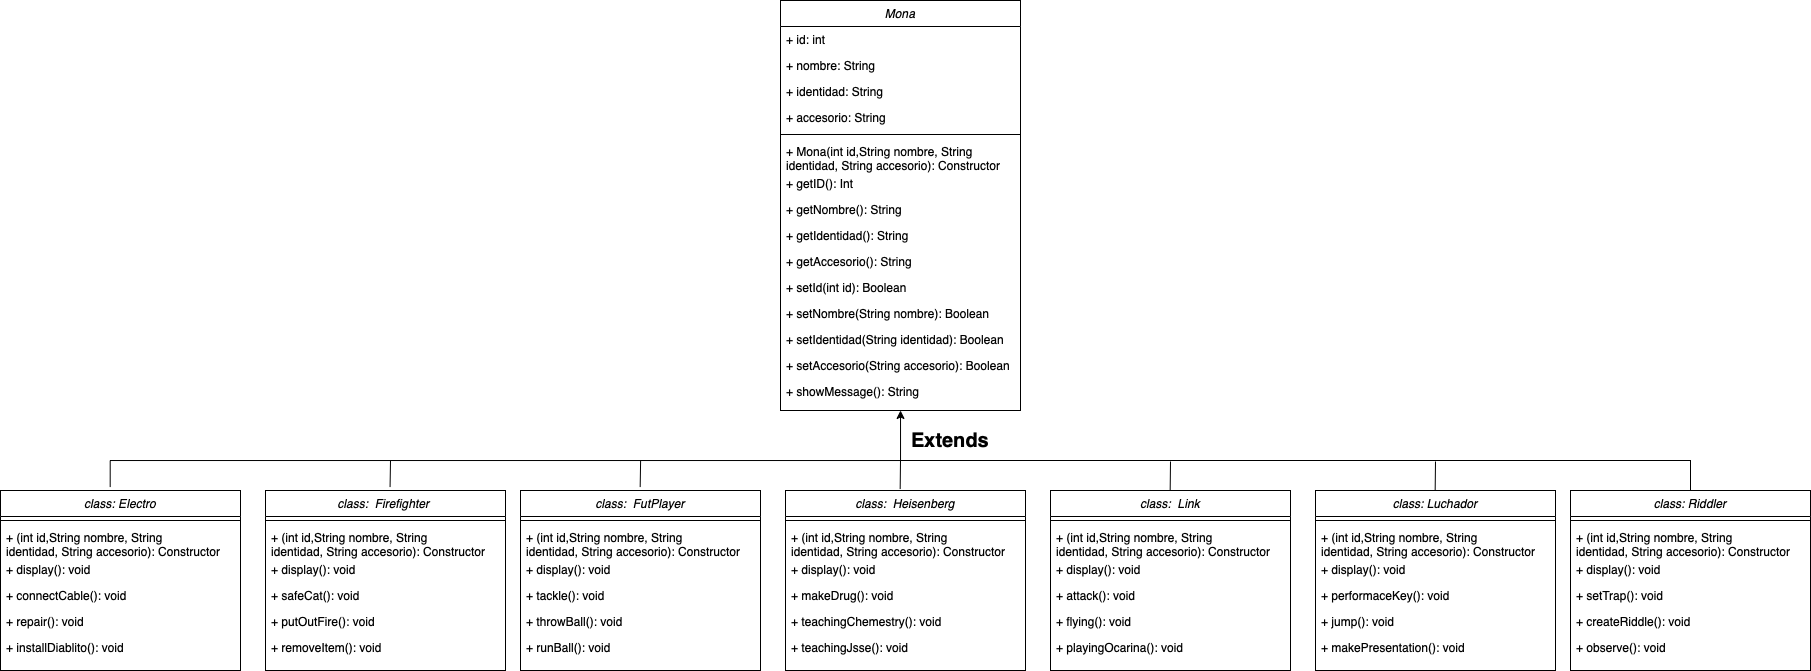 Mona
+ id: int
+ nombre: String
+ identidad: String
+ accesorio: String
+ Mona(int id,String nombre, String
identidad, String accesorio): Constructor
+ getID(): Int
+ getNombre(): String
+ getIdentidad(): String
+ getAccesorio(): String
+ setId(int id): Boolean
+ setNombre(String nombre): Boolean
+ setIdentidad(String identidad): Boolean
+ setAccesorio(String accesorio): Boolean
+ showMessage(): String
Extends
class: Electro
+ (int id,String nombre, String
identidad, String accesorio): Constructor
+ display(): void
+ connectCable(): void
+ repair(): void
+ installDiablito(): void
class: Firefighter
+ (int id,String nombre, String
identidad, String accesorio): Constructor
+ display(): void
+ safeCat(): void
+ putOutFire(): void
+ removeItem(): void
class: FutPlayer
+ (int id,String nombre, String
identidad, String accesorio): Constructor
+ display(): void
+ tackle(): void
+ throwBall(): void
+ runBall(): void
class: Heisenberg
+ (int id,String nombre, String
identidad, String accesorio): Constructor
+ display(): void
+ makeDrug(): void
+ teachingChemestry(): void
+ teachingJsse(): void
class: Link
+ (int id,String nombre, String
identidad, String accesorio): Constructor
+ display(): void
+ attack(): void
+ flying(): void
+ playingOcarina(): void
class: Luchador
+ (int id,String nombre, String
identidad, String accesorio): Constructor
+ display(): void
+ performaceKey(): void
+ jump(): void
+ makePresentation(): void
class: Riddler
+ (int id,String nombre, String
identidad, String accesorio): Constructor
+ display(): void
+ setTrap(): void
+ createRiddle(): void
+ observe(): void